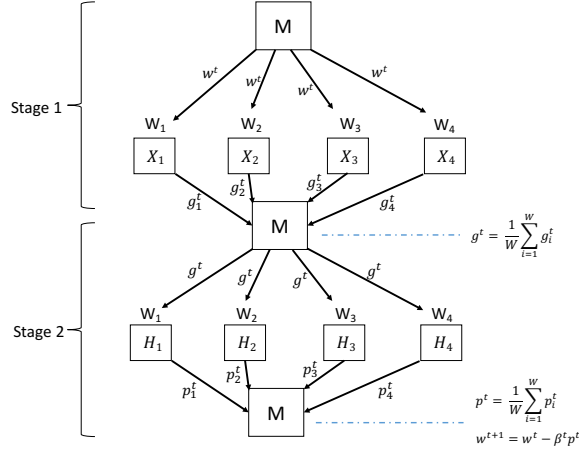 M
w^t w^t w^t w^t
Stage 1
W_1 W_2 W_3 W_4
X_1 X_2 X_3 X_4
g_1^t g_2^t g_3^t g_4^t
M
g^t = \frac{1}{W} \sum_{i=1}^{W} g_i^t
g^t g^t g^t g^t
Stage 2
W_1 W_2 W_3 W_4
H_1 H_2 H_3 H_4
p_1^t p_2^t p_3^t p_4^t
M
p^t = \frac{1}{W} \sum_{i=1}^{W} p_i^t
w^{t+1} = w^t − β^t p^t